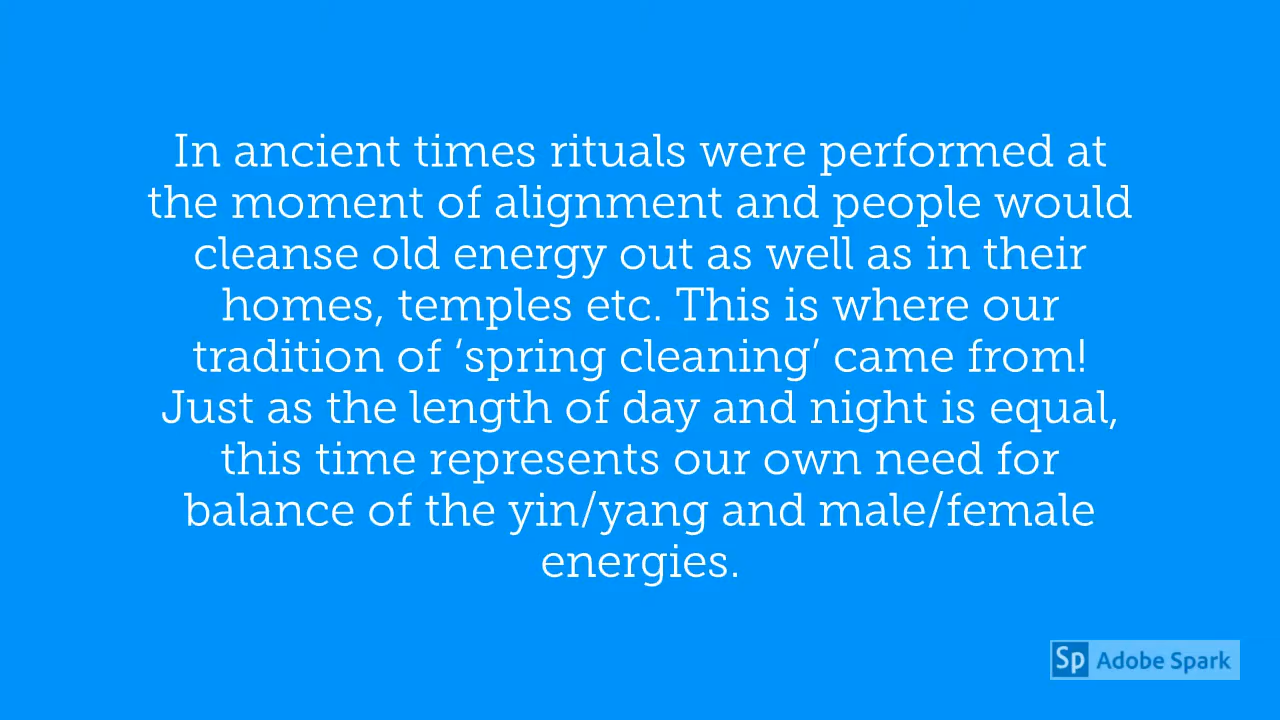 In ancient times rituals were performed at
the moment of alignment and people would
cleanse old energy out as well as in their
homes, temples etc. This is where our
tradition of ‘spring cleaning’ came from!
Just as the length of day and night is equal,
this time represents our own need for
balance of the yin/yang and male/female
energies.
Sp Adobe Spark